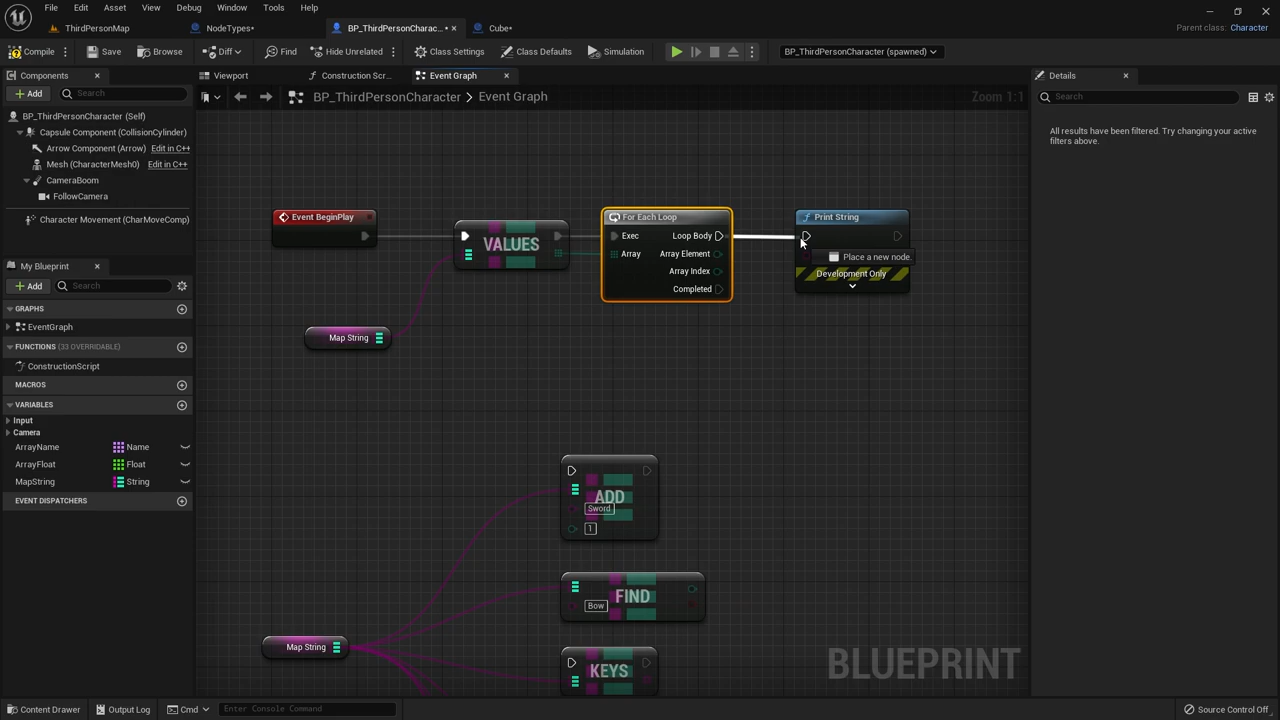 File Edit Asset View Debug Window Tools Help
ThirdPersonMap NodeTypes* BP_ThirdPersonCharac...* Cube*
Parent class: Character
Compile Save Browse Diff Find Hide Unrelated Class Settings Class Defaults Simulation BP_ThirdPersonCharacter (spawned)
Components Viewport Construction Scr... Event Graph Details
Add Search BP_ThirdPersonCharacter > Event Graph Zoom 1:1 Search
BP_ThirdPersonCharacter (Self)
Capsule Component (CollisionCylinder)
Arrow Component (Arrow) Edit in C++
Mesh (CharacterMesh0) Edit in C++
CameraBoom
FollowCamera
Character Movement (CharMoveComp)
All results have been filtered. Try changing your active
filters above.
My Blueprint
Add Search
GRAPHS
EventGraph
FUNCTIONS (33 OVERRIDABLE)
ConstructionScript
MACROS
VARIABLES
Input
Camera
ArrayName Name
ArrayFloat Float
MapString String
EVENT DISPATCHERS
Event BeginPlay
VALUES
For Each Loop
Exec Loop Body
Array Array Element
Array Index
Completed
Print String
Place a new node.
Development Only
Map String
ADD
Sword
1
FIND
Bow
Map String
KEYS
BLUEPRINT
Content Drawer Output Log Cmd Enter Console Command Source Control Off